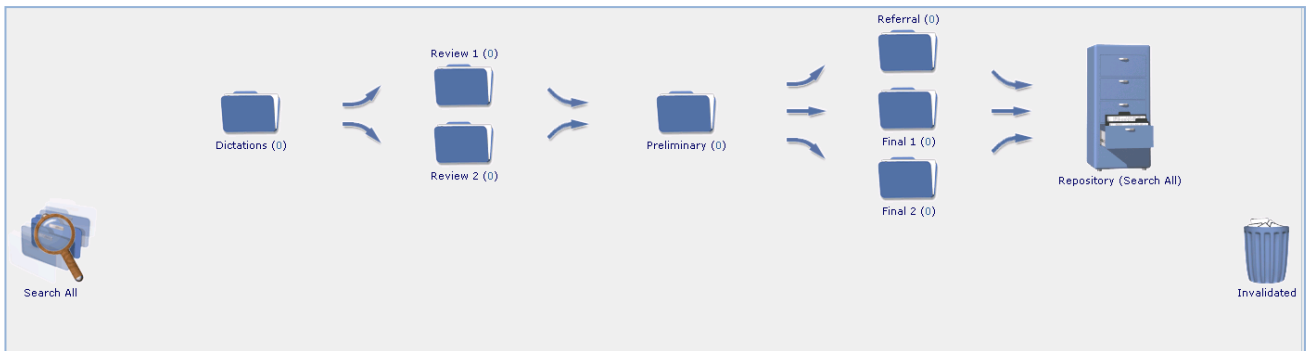 Referral (0)
Review 1 (0)
Dictations (0)
Preliminary (0)
Final 1 (0)
Review 2 (0)
Repository (Search All)
Final 2 (0)
Search All
Invalidated